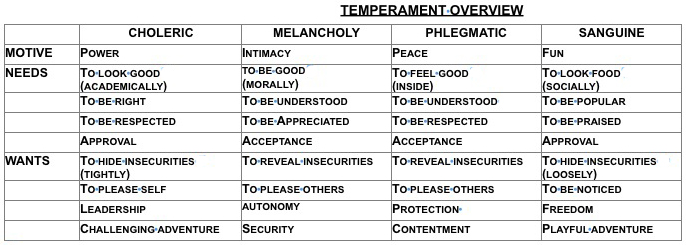 TEMPERAMENT OVERVIEW
CHOLERIC MELANCHOLY PHLEGMATIC SANGUINE
MOTIVE POWER INTIMACY PEACE FUN
NEEDS TO LOOK GOOD TO BE GOOD TO FEEL GOOD TO LOOK FOOD
(ACADEMICALLY) (MORALLY) (INSIDE) (SOCIALLY)
TO BE RIGHT TO BE UNDERSTOOD TO BE UNDERSTOOD TO BE POPULAR
TO BE RESPECTED TO BE APPRECIATED TO BE RESPECTED TO BE PRAISED
APPROVAL ACCEPTANCE ACCEPTANCE APPROVAL
WANTS TO HIDE INSECURITIES TO REVEAL INSECURITIES TO REVEAL INSECURITIES TO HIDE INSECURITIES
(TIGHTLY) (LOOSELY)
TO PLEASE SELF TO PLEASE OTHERS TO PLEASE OTHERS TO BE NOTICED
LEADERSHIP AUTONOMY PROTECTION FREEDOM
CHALLENGING ADVENTURE SECURITY CONTENTMENT PLAYFUL ADVENTURE